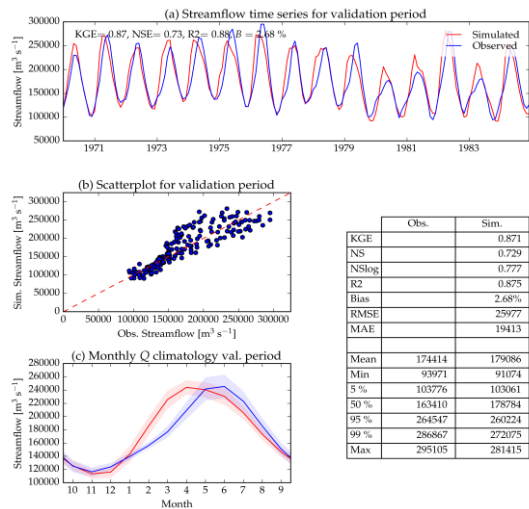 (a) Streamflow time series for validation period
KGE= 0.87, NSE= 0.73, R2= 0.88, B = 2.68 %
Simulated
Observed
Streamflow [m³ s⁻¹]
300000
250000
200000
150000
100000
50000
1971 1973 1975 1977 1979 1981 1983
(b) Scatterplot for validation period
Sim. Streamflow [m³ s⁻¹]
300000
250000
200000
150000
100000
50000
0
0 50000 100000 150000 200000 250000 300000
Obs. Streamflow [m³ s⁻¹]
(c) Monthly Q climatology val. period
Streamflow [m³ s⁻¹]
280000
260000
240000
220000
200000
180000
160000
140000
120000
100000
10 11 12 1 2 3 4 5 6 7 8 9
Month
Obs. Sim.
KGE 0.871
NS 0.729
NSlog 0.777
R2 0.875
Bias 2.68%
RMSE 25977
MAE 19413
Mean 174414 179086
Min 93971 91074
5 % 103776 103061
50 % 163410 178784
95 % 264547 260224
99 % 286867 272075
Max 295105 281415